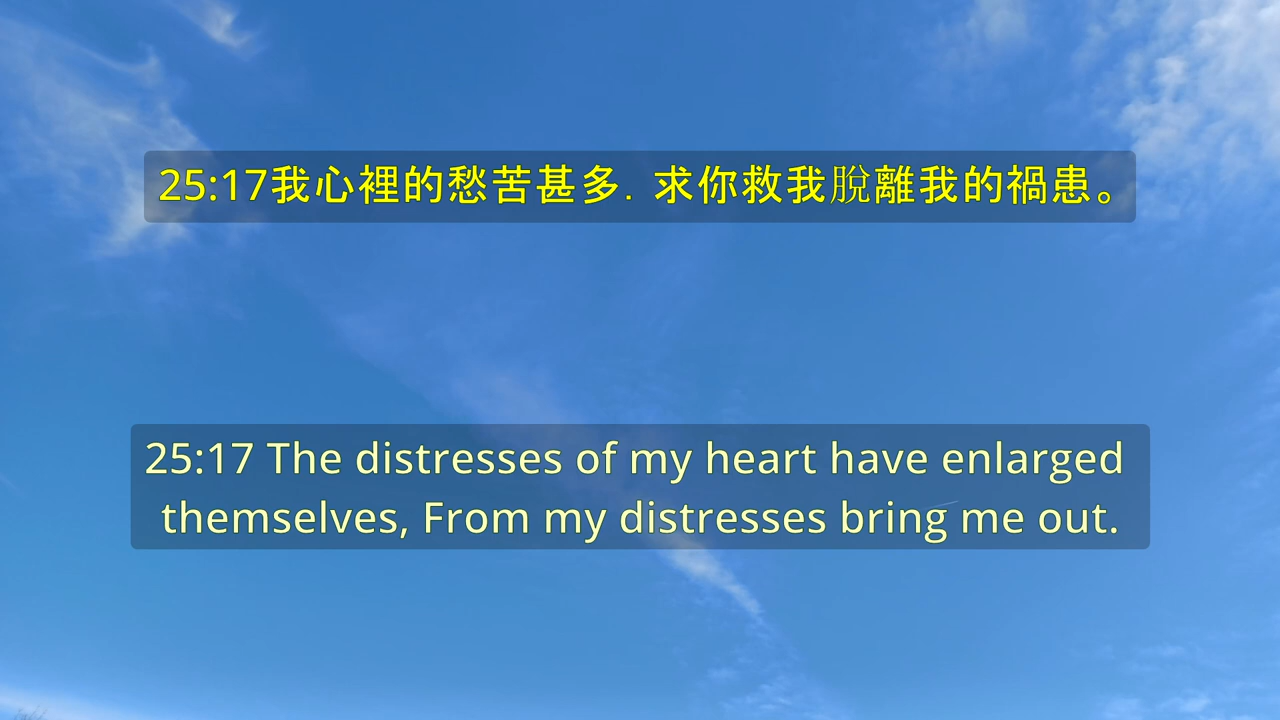 25:17我心裡的愁苦甚多. 求你救我脫離我的禍患。
25:17 The distresses of my heart have enlarged
themselves, From my distresses bring me out.